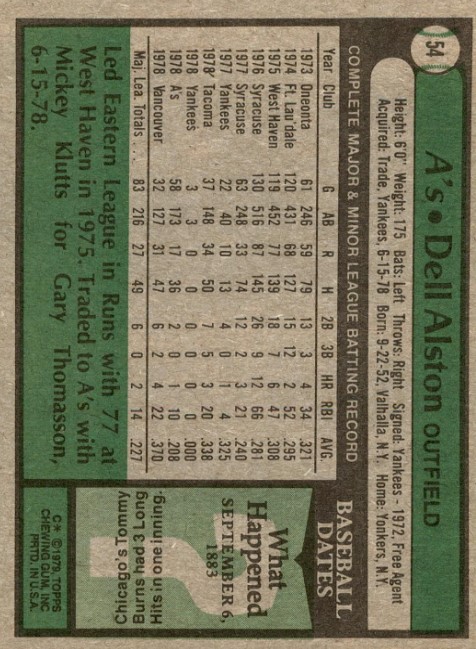 54
A's • Dell Alston OUTFIELD
Height: 6'0" Weight: 175 Bats: Left Throws: Right Signed: Yankees - 1972, Free Agent
Acquired: Trade, Yankees, 6-15-78 Born: 9-22-52, Valhalla, N.Y. Home: Yonkers, N.Y.
COMPLETE MAJOR & MINOR LEAGUE BATTING RECORD
Year Club G AB R H 2B 3B HR RBI AVG.
1973 Oneonta 61 246 59 79 13 3 4 34 .321
1974 Ft. Lau'dale 120 431 68 127 15 12 2 52 .295
1975 West Haven 119 452 77 139 18 7 6 47 .308
1976 Syracuse 130 516 87 145 26 9 12 66 .281
1977 Syracuse 63 248 33 74 12 2 3 21 .240
1977 Yankees 22 40 10 13 4 0 1 4 .325
1978 Tacoma 37 148 34 50 7 5 3 20 .338
1978 Yankees 3 3 0 0 0 0 0 0 .000
1978 A's 58 173 17 36 2 0 1 10 .208
1978 Vancouver 32 127 31 47 6 2 4 22 .370
Maj. Lea. Totals . . . 83 216 27 49 6 0 2 14 .227
Led Eastern League in Runs with 77 at
West Haven in 1975. Traded to A's with
Mickey Klutts for Gary Thomasson,
6-15-78.
BASEBALL
DATES
What
Happened
SEPTEMBER 6,
1883
Chicago's Tommy
Burns had 3 Long
Hits in one inning.
C* © 1979 TOPPS
CHEWING GUM, INC
PRTD. IN U.S.A.